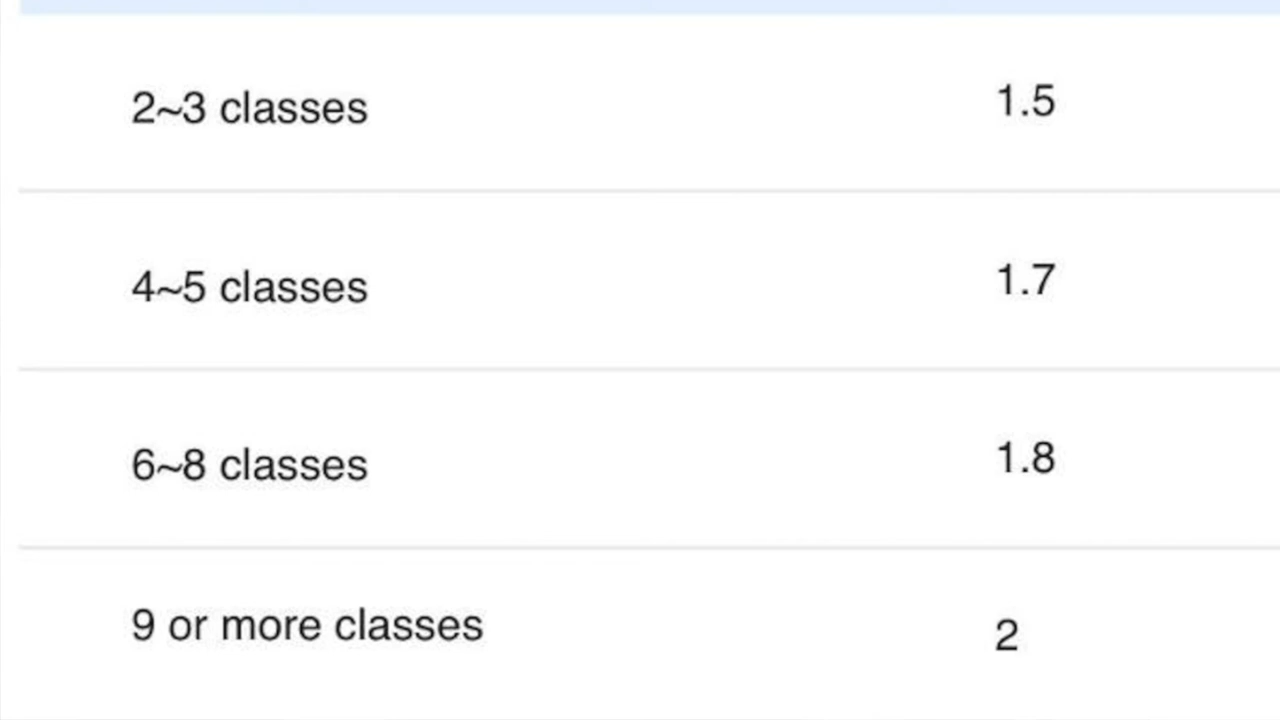 2~3 classes 1.5
4~5 classes 1.7
6~8 classes 1.8
9 or more classes 2